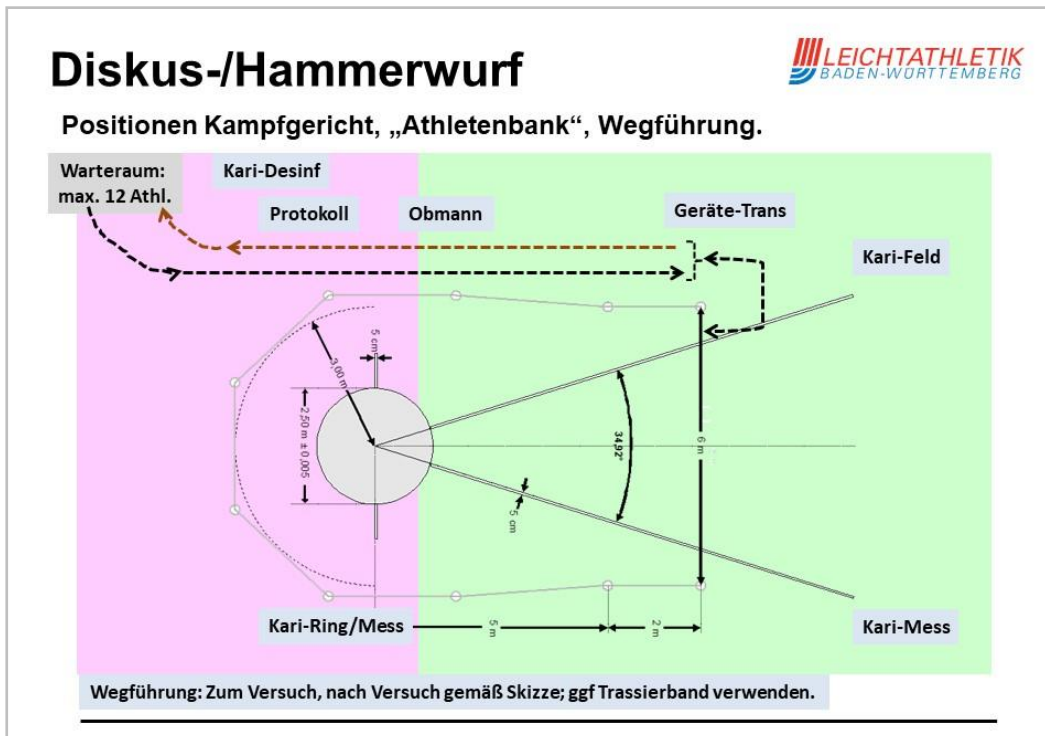 Diskus-/Hammerwurf
LEICHTATHLETIK
BADEN-WÜRTTEMBERG
Positionen Kampfgericht, „Athletenbank“, Wegführung.
Warteraum:
max. 12 Athl.
Kari-Desinf
Protokoll
Obmann
Geräte-Trans
Kari-Feld
5 cm
3,00 m
2,50 m ± 0,005
34,92°
6 m
5 cm
Kari-Ring/Mess
5 m
2 m
Kari-Mess
Wegführung: Zum Versuch, nach Versuch gemäß Skizze; ggf Trassierband verwenden.